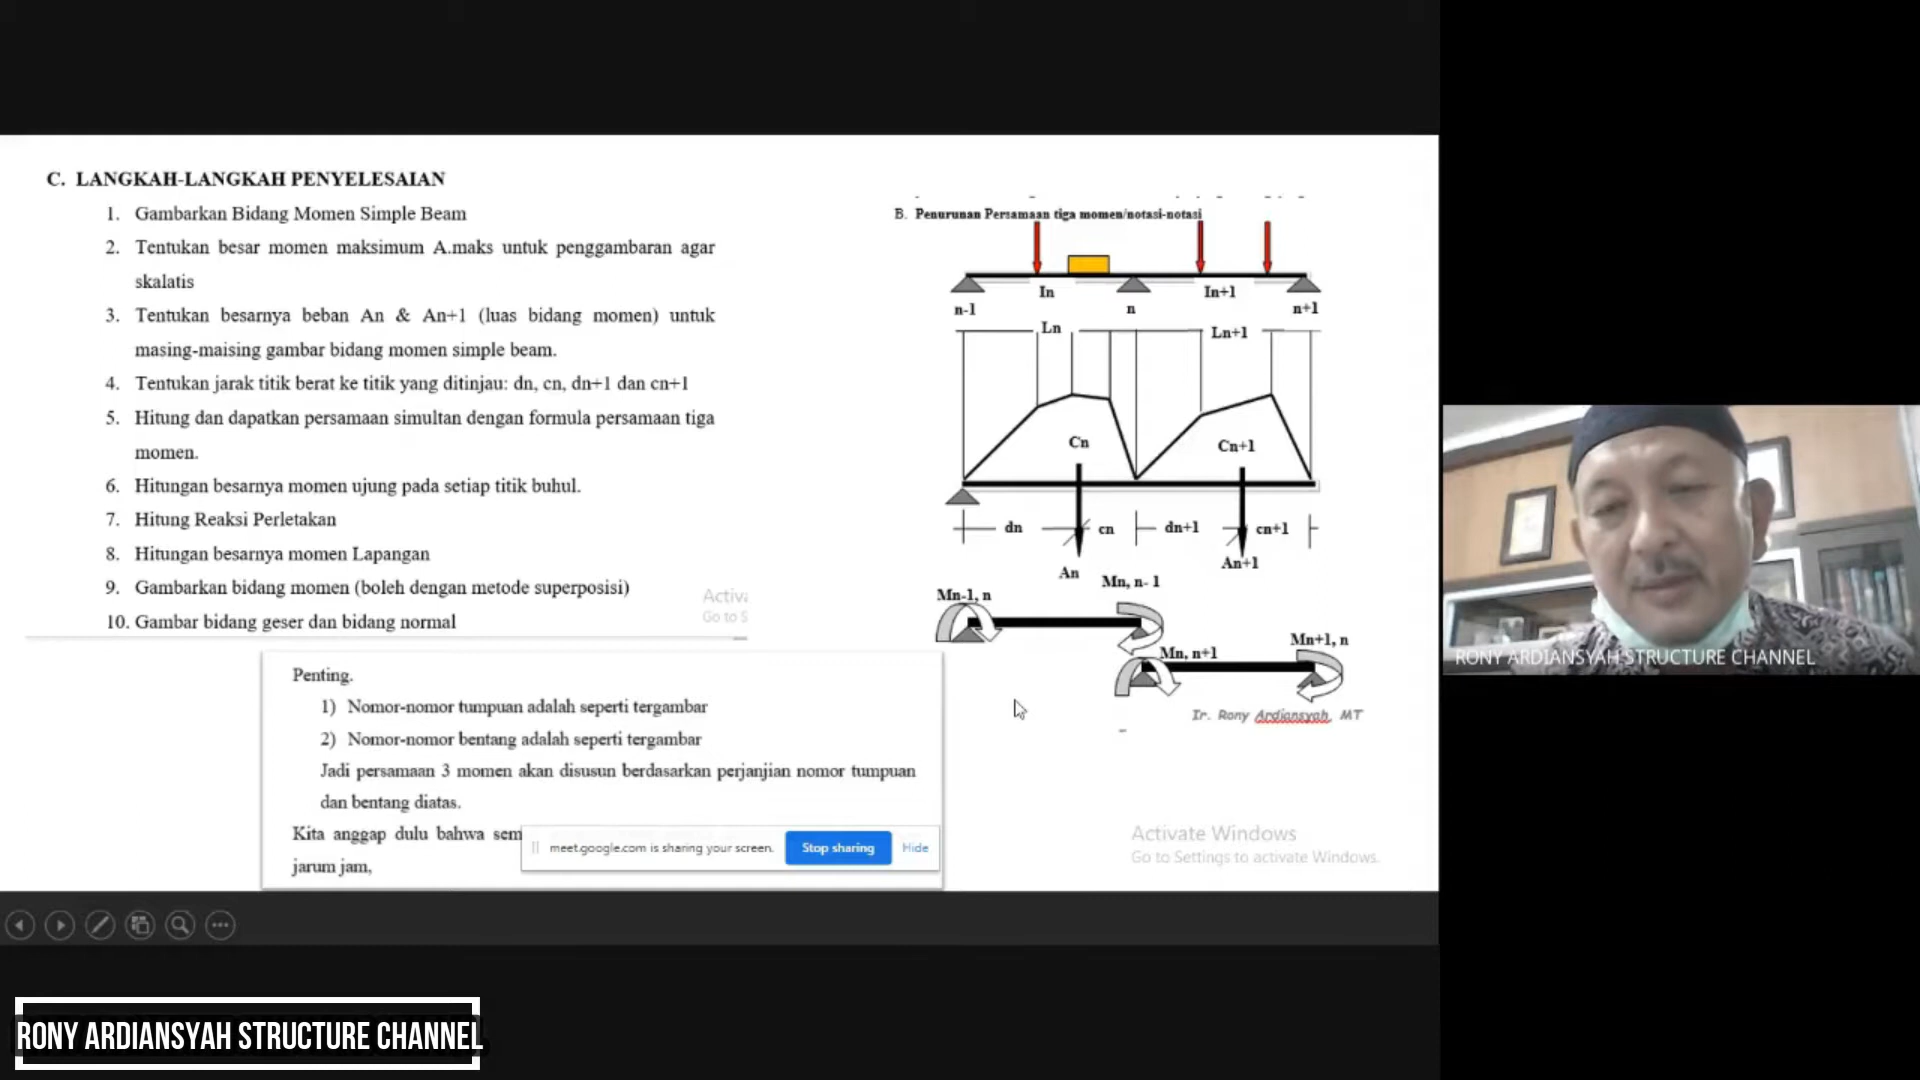 C. LANGKAH-LANGKAH PENYELESAIAN
1. Gambarkan Bidang Momen Simple Beam
2. Tentukan besar momen maksimum A.maks untuk penggambaran agar
skalatis
3. Tentukan besarnya beban An & An+1 (luas bidang momen) untuk
masing-maising gambar bidang momen simple beam.
4. Tentukan jarak titik berat ke titik yang ditinjau: dn, cn, dn+1 dan cn+1
5. Hitung dan dapatkan persamaan simultan dengan formula persamaan tiga
momen.
6. Hitungan besarnya momen ujung pada setiap titik buhul.
7. Hitung Reaksi Perletakan
8. Hitungan besarnya momen Lapangan
9. Gambarkan bidang momen (boleh dengan metode superposisi)
10. Gambar bidang geser dan bidang normal
Activa
Go to S
Penting.
1) Nomor-nomor tumpuan adalah seperti tergambar
2) Nomor-nomor bentang adalah seperti tergambar
Jadi persamaan 3 momen akan disusun berdasarkan perjanjian nomor tumpuan
dan bentang diatas.
Kita anggap dulu bahwa sem
jarum jam,
meet.google.com is sharing your screen.
Stop sharing
Hide
B. Penurunan Persamaan tiga momen/notasi-notasi
In
In+1
n-1
n
n+1
Ln
Ln+1
Cn
Cn+1
dn
cn
dn+1
cn+1
An
An+1
Mn, n- 1
Mn-1, n
Mn, n+1
Mn+1, n
Ir. Rony Ardiansyah, MT
Activate Windows
Go to Settings to activate Windows.
RONY ARDIANSYAH STRUCTURE CHANNEL
RONY ARDIANSYAH STRUCTURE CHANNEL